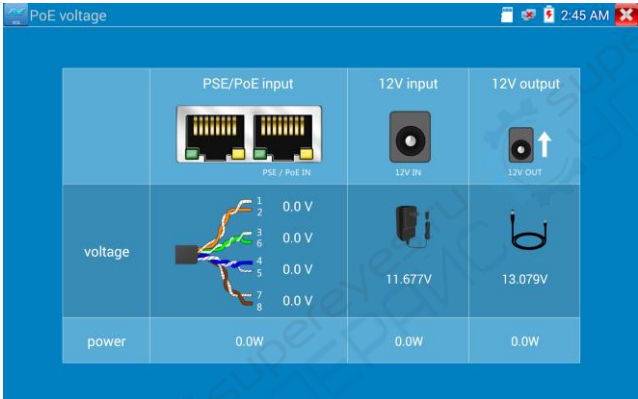 PoE voltage
2:45 AM
PSE/PoE input 12V input 12V output
PSE / PoE IN 12V IN 12V OUT
1
2
0.0 V
3
6
0.0 V
voltage
4
5
0.0 V
11.677V 13.079V
7
8
0.0 V
power 0.0W 0.0W 0.0W
supereyes.ru